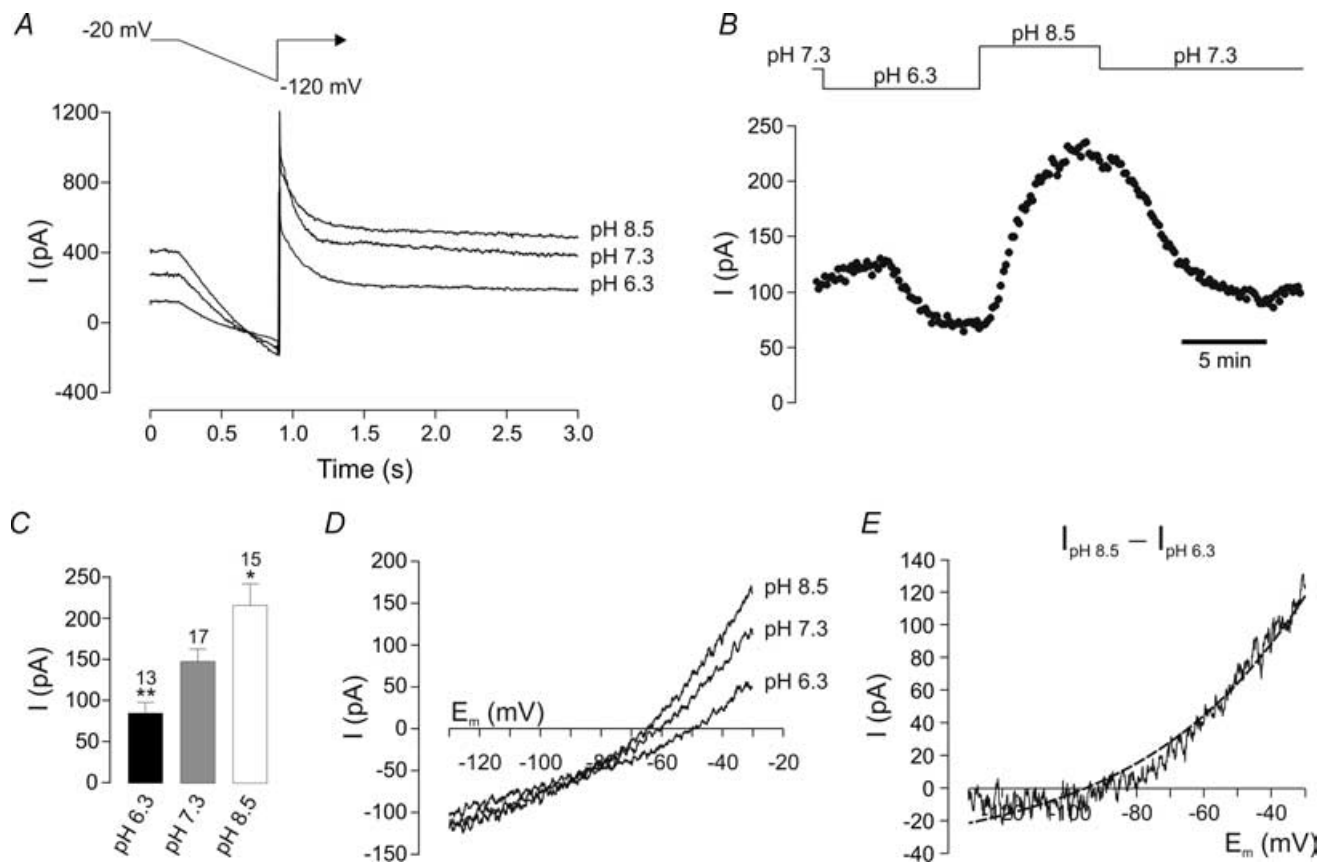 A
-20 mV
-120 mV
1200
800
400
0
-400
I (pA)
pH 8.5
pH 7.3
pH 6.3
0
0.5
1.0
1.5
2.0
2.5
3.0
Time (s)
B
pH 7.3
pH 6.3
pH 8.5
pH 7.3
250
200
150
100
50
0
I (pA)
5 min
C
250
200
150
100
50
0
I (pA)
13
**
17
15
*
pH 6.3
pH 7.3
pH 8.5
D
200
150
100
50
0
-50
-100
-150
I (pA)
Em (mV)
-120
-100
-80
-60
-40
-20
pH 8.5
pH 7.3
pH 6.3
E
IpH 8.5 – IpH 6.3
140
120
100
80
60
40
20
0
-20
-40
I (pA)
-100
-80
-60
-40
Em (mV)